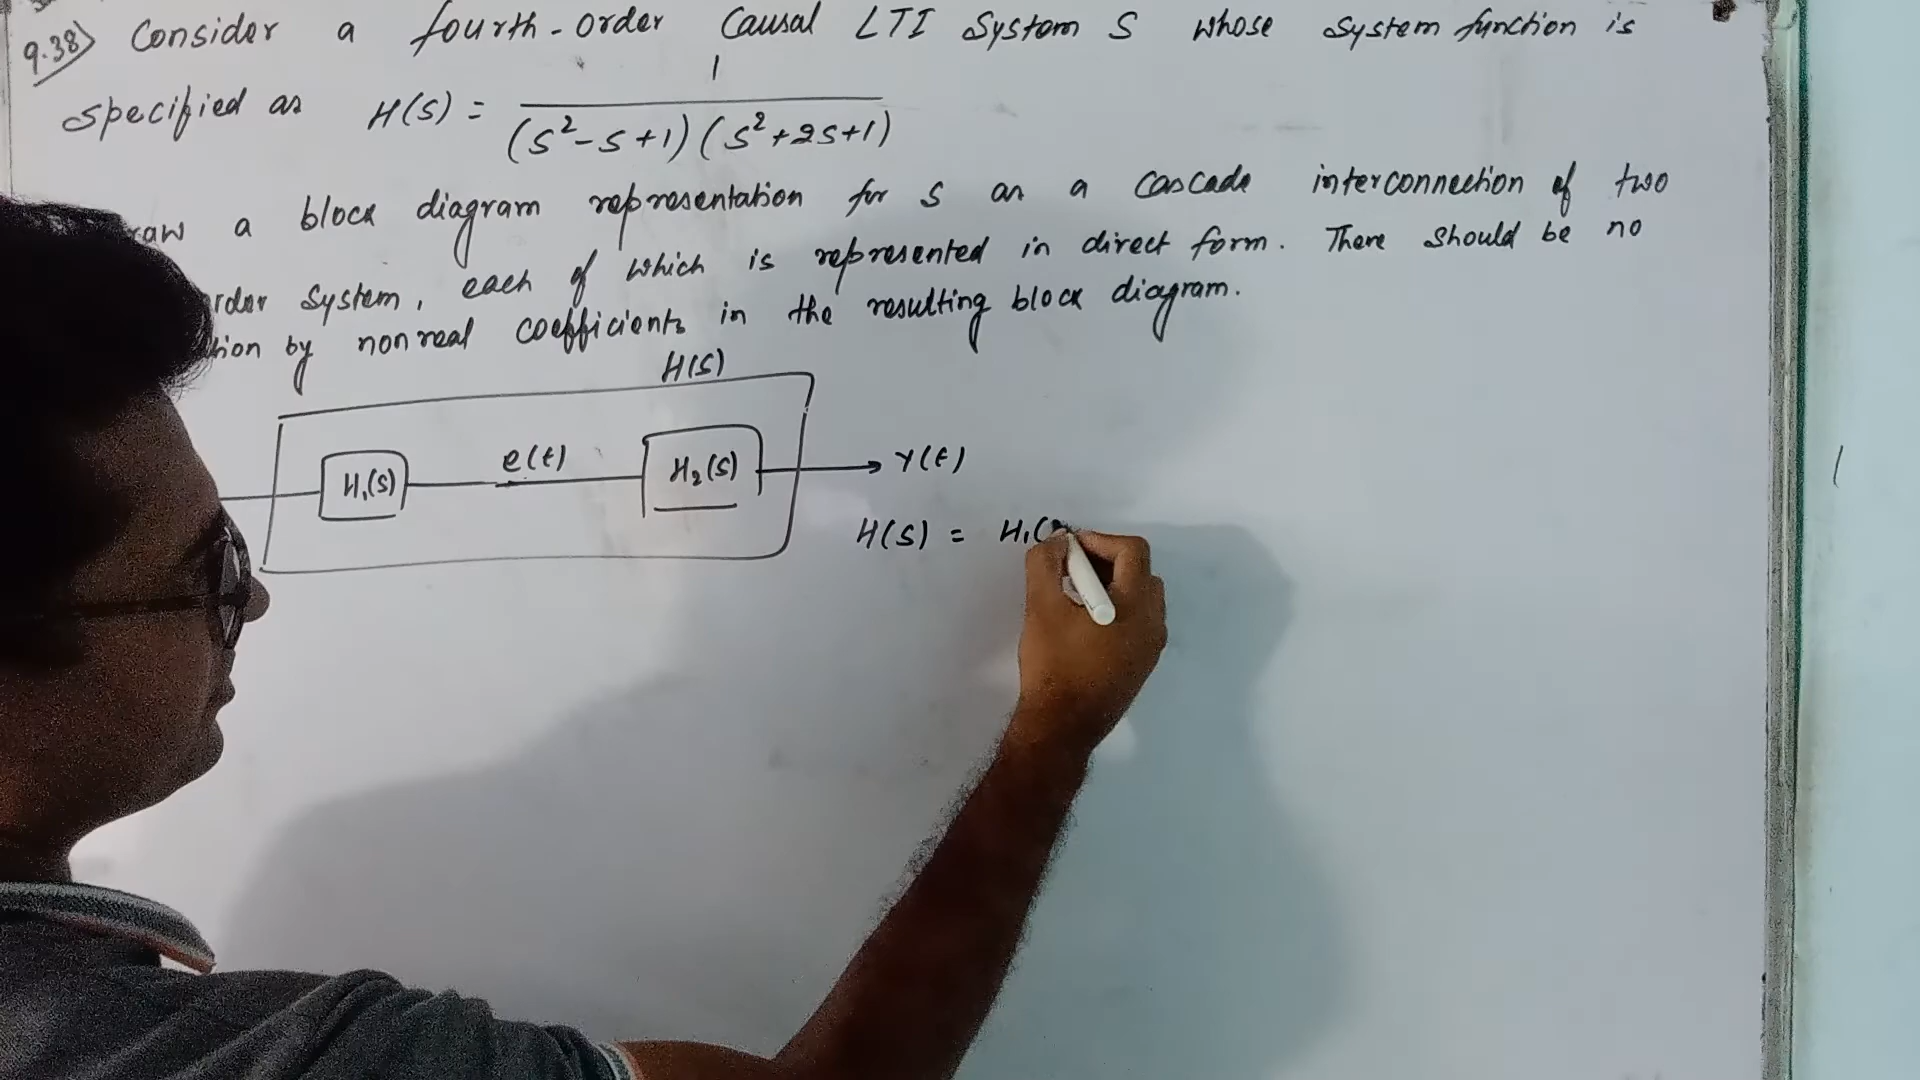 9.38) Consider a fourth-order Causal LTI System S whose system function is
specified as H(s) = 1 / (s²-s+1)(s²+2s+1)
raw a block diagram representation for S as a cascade interconnection of two
rder System, each of which is represented in direct form. There should be no
tion by nonreal coefficients in the resulting block diagram.
H(s)
H₁(s) e(t) H₂(s) Y(t)
H(s) = H₁(